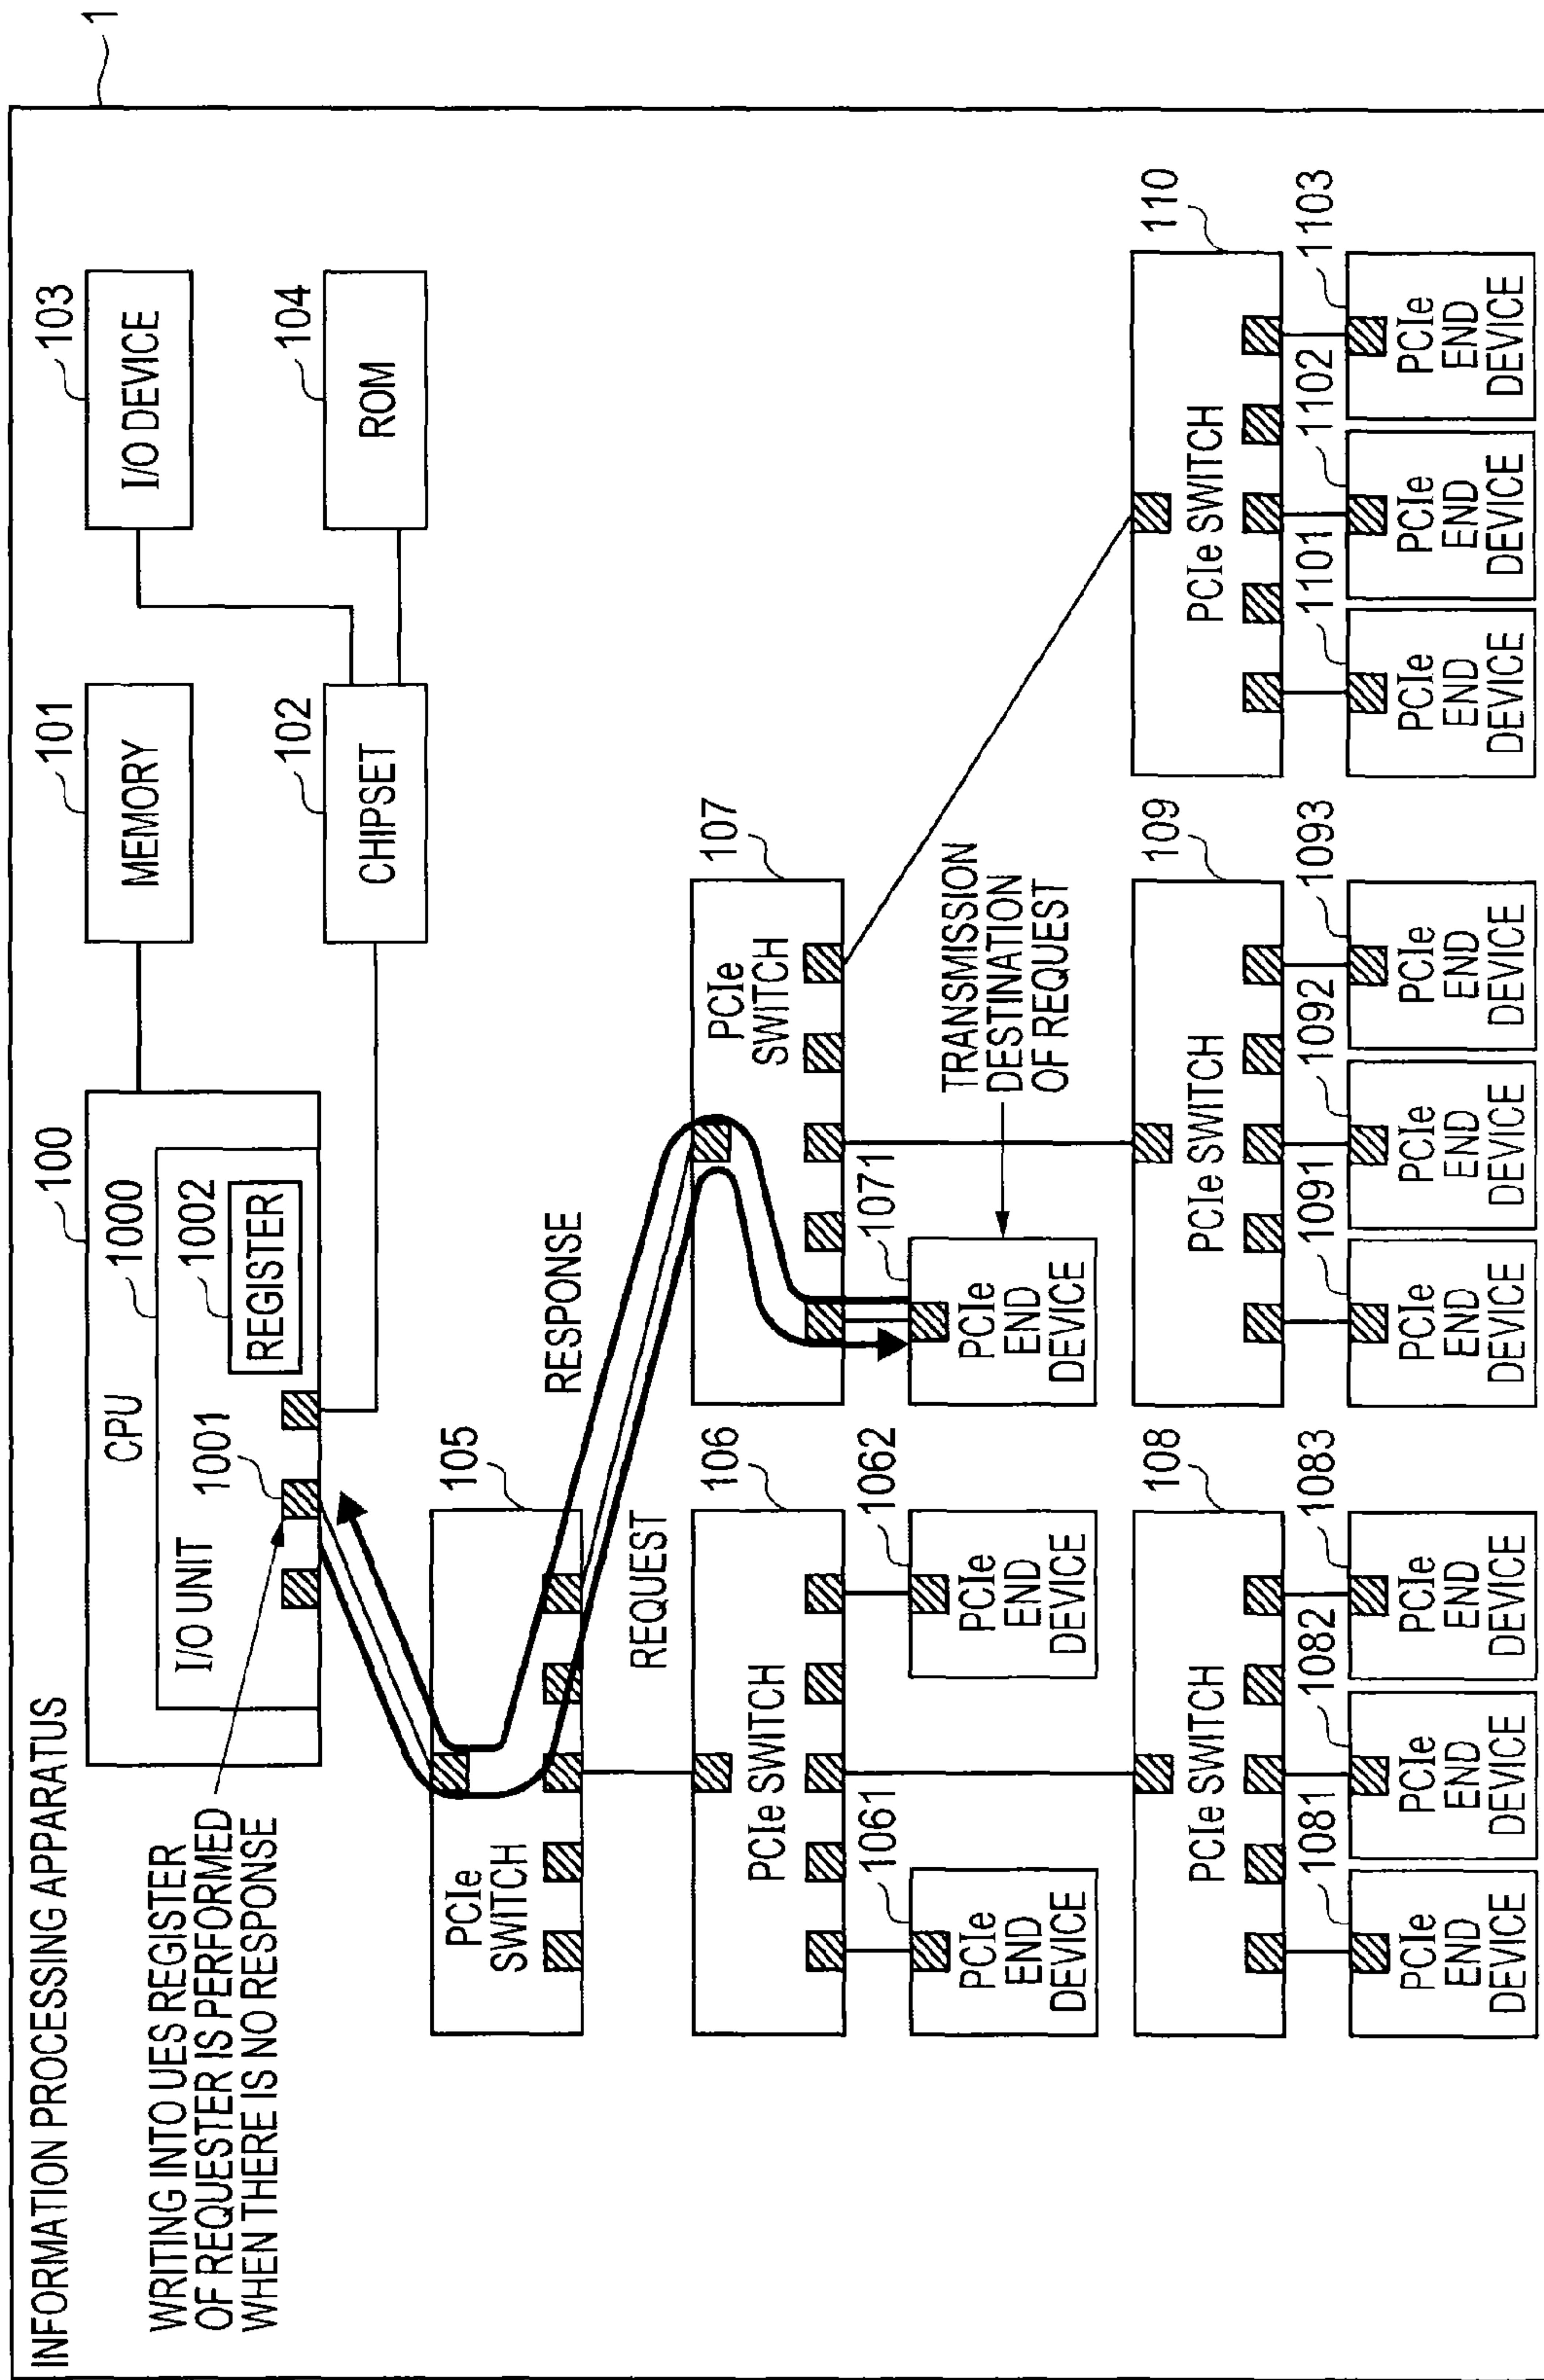 INFORMATION PROCESSING APPARATUS
1
WRITING INTO UES REGISTER
OF REQUESTER IS PERFORMED
WHEN THERE IS NO RESPONSE
100
CPU
1000
I/O UNIT
1001
1002
REGISTER
101
MEMORY
102
CHIPSET
103
I/O DEVICE
104
ROM
105
PCIe
SWITCH
RESPONSE
REQUEST
106
PCIe SWITCH
107
PCIe
SWITCH
1061
PCIe
END
DEVICE
1062
PCIe
END
DEVICE
1071
PCIe
END
DEVICE
TRANSMISSION
DESTINATION
OF REQUEST
108
PCIe SWITCH
109
PCIe SWITCH
110
PCIe SWITCH
1081
PCIe
END
DEVICE
1082
PCIe
END
DEVICE
1083
PCIe
END
DEVICE
1091
PCIe
END
DEVICE
1092
PCIe
END
DEVICE
1093
PCIe
END
DEVICE
1101
PCIe
END
DEVICE
1102
PCIe
END
DEVICE
1103
PCIe
END
DEVICE